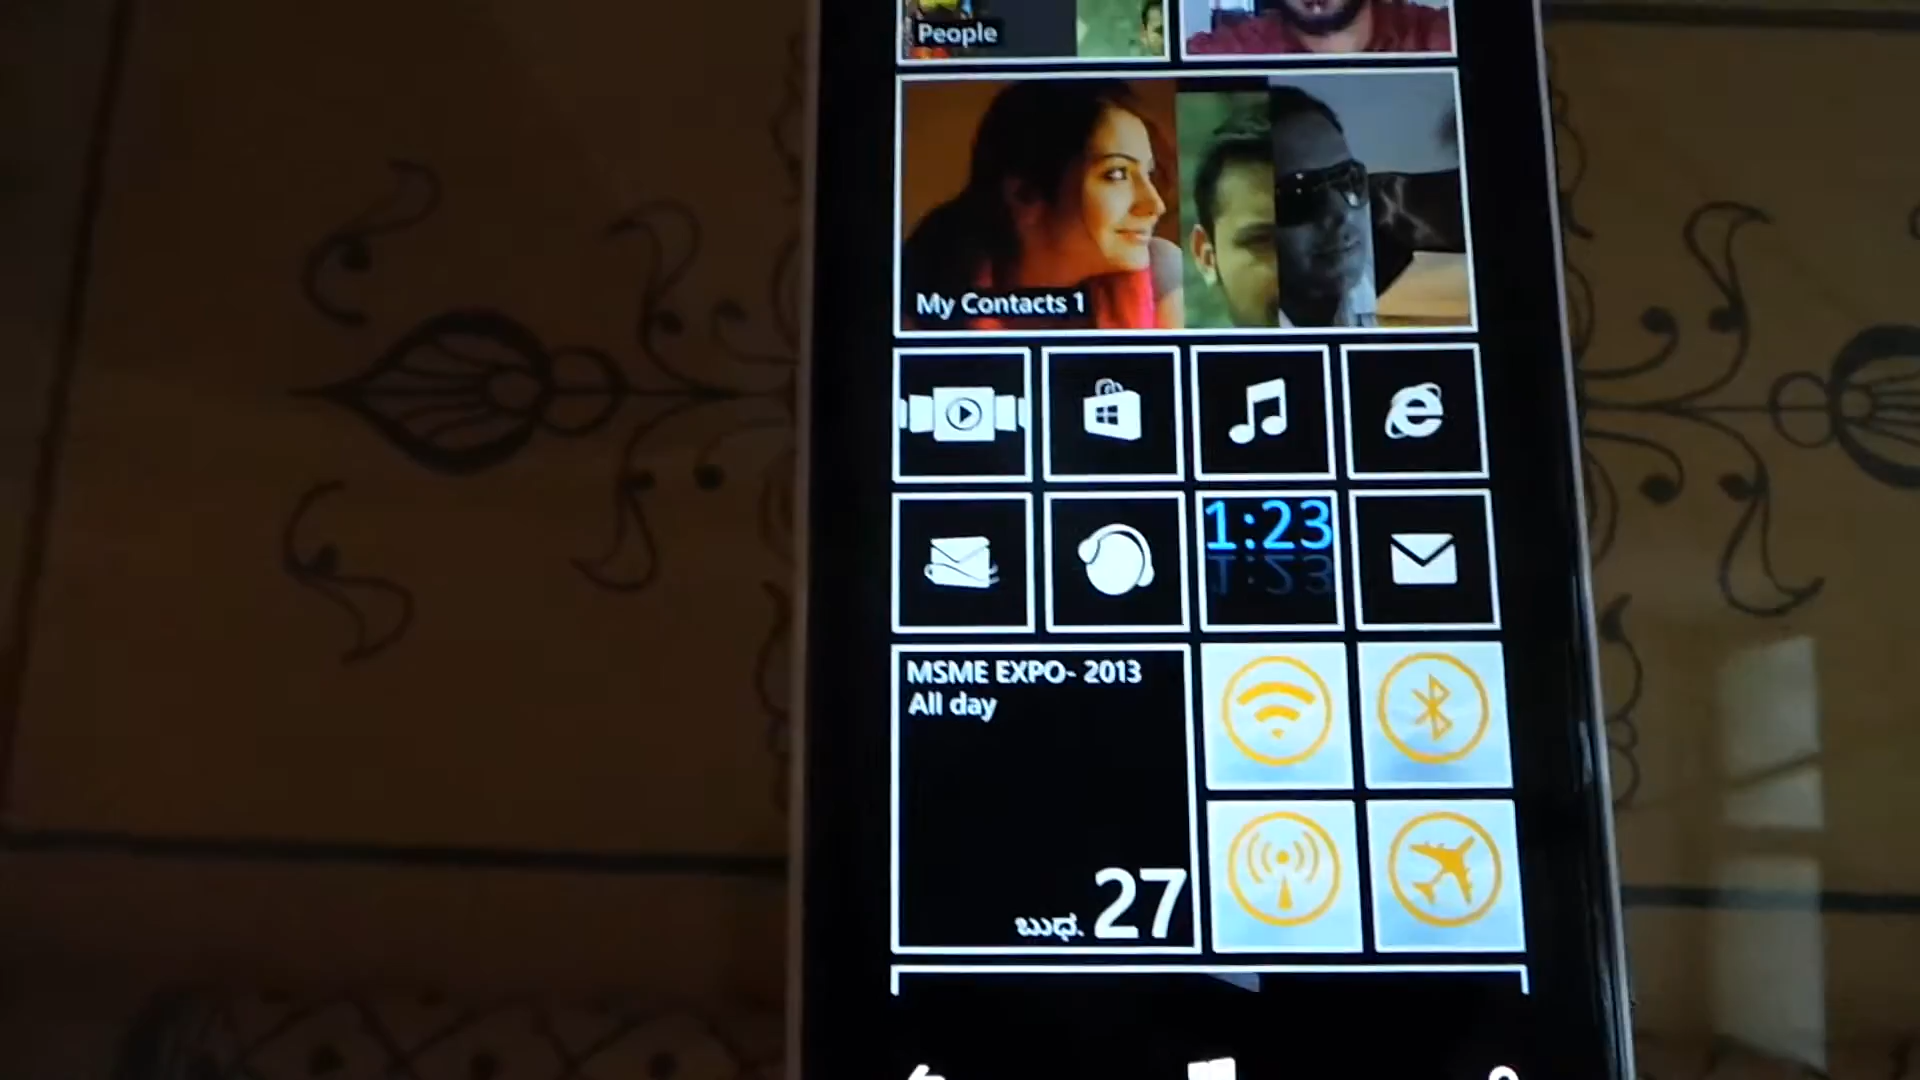 People
My Contacts 1
1:23
MSME EXPO- 2013
All day
ಬುಧ. 27